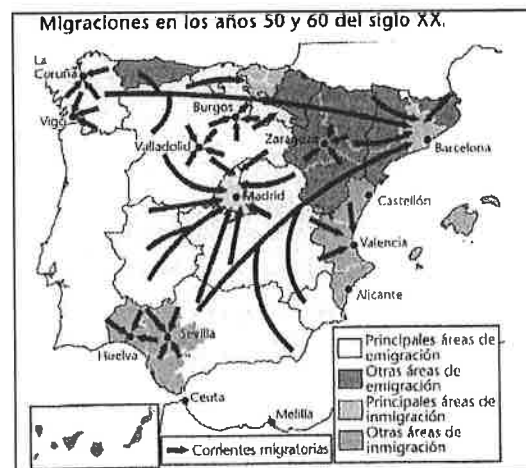 Migraciones en los años 50 y 60 del siglo XX.
La
Coruña
Vigo
Burgos
Valladolid
Zaragoza
Barcelona
Madrid
Castellón
Valencia
Alicante
Sevilla
Huelva
Ceuta
Melilla
Principales áreas de
emigración
Otras áreas de
emigración
Principales áreas de
inmigración
Otras áreas de
inmigración
Corrientes migratorias